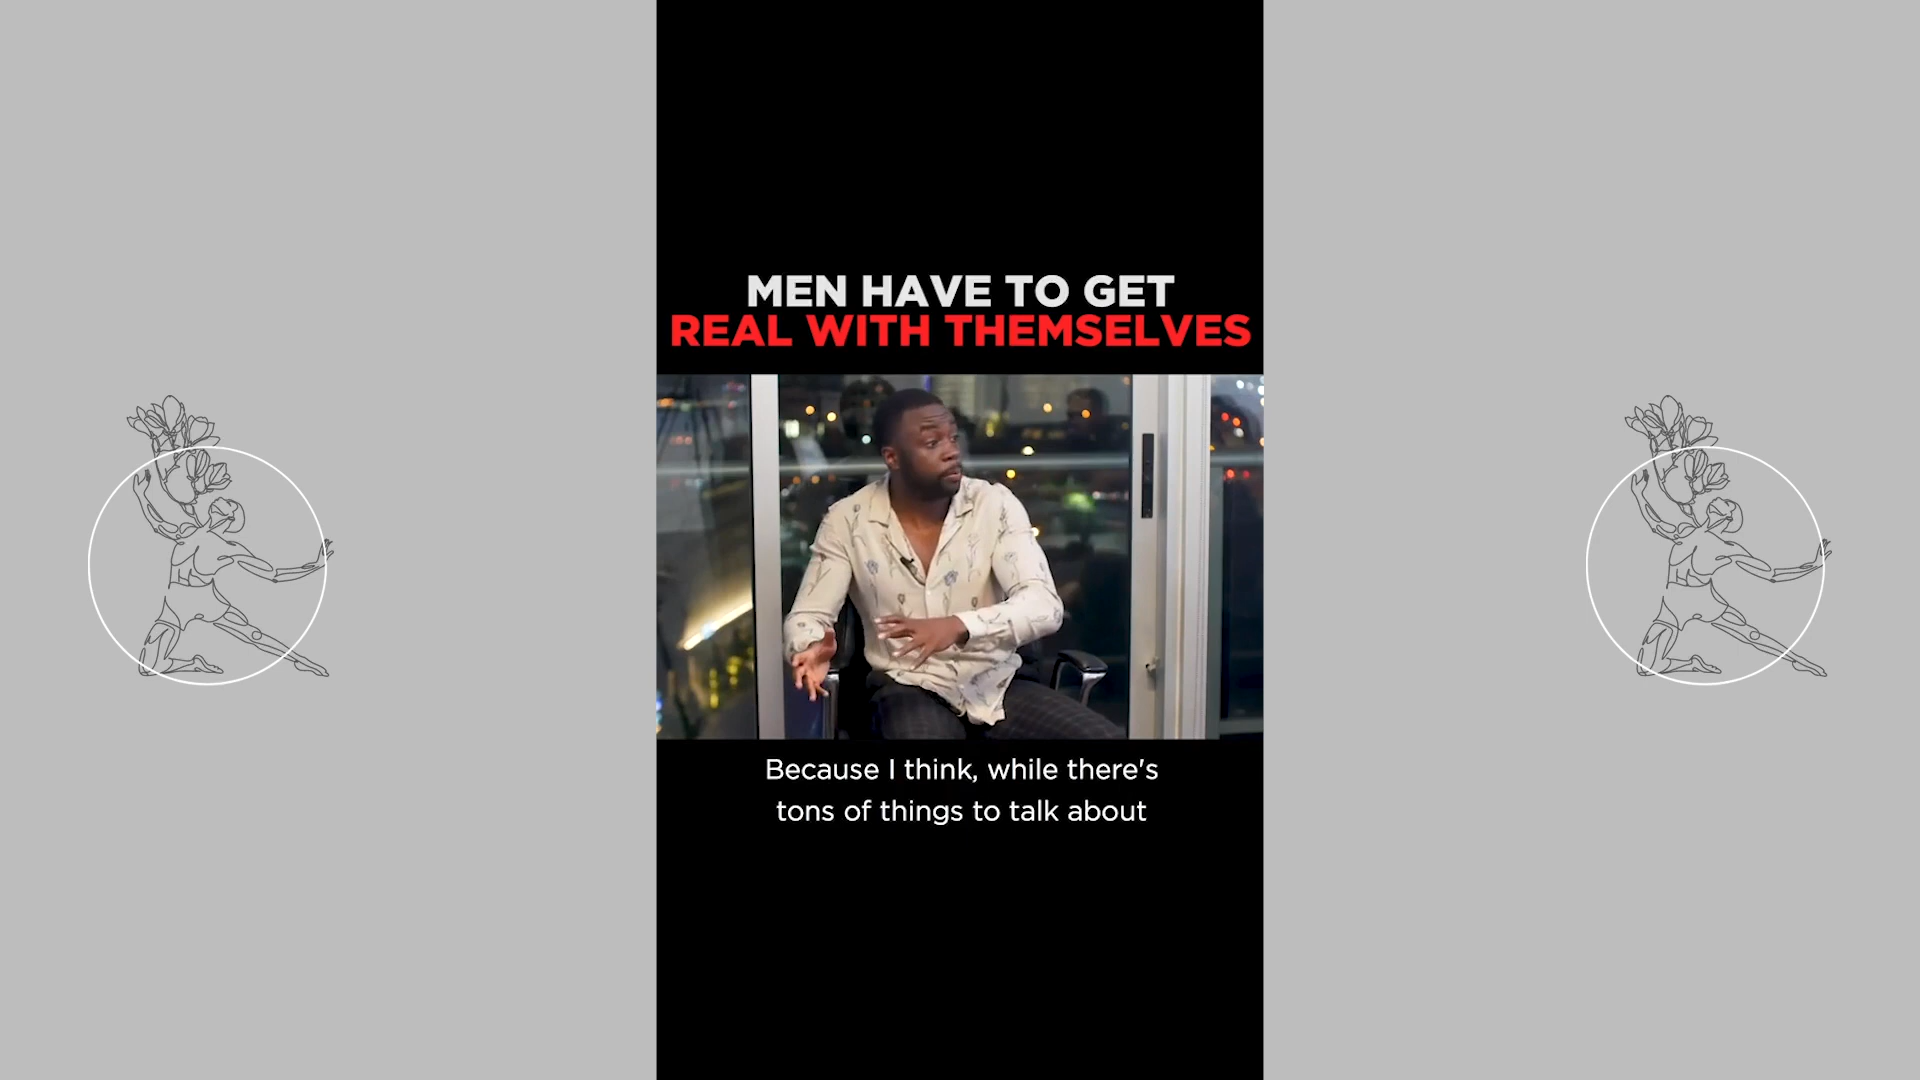 MEN HAVE TO GET
REAL WITH THEMSELVES
Because I think, while there's
tons of things to talk about